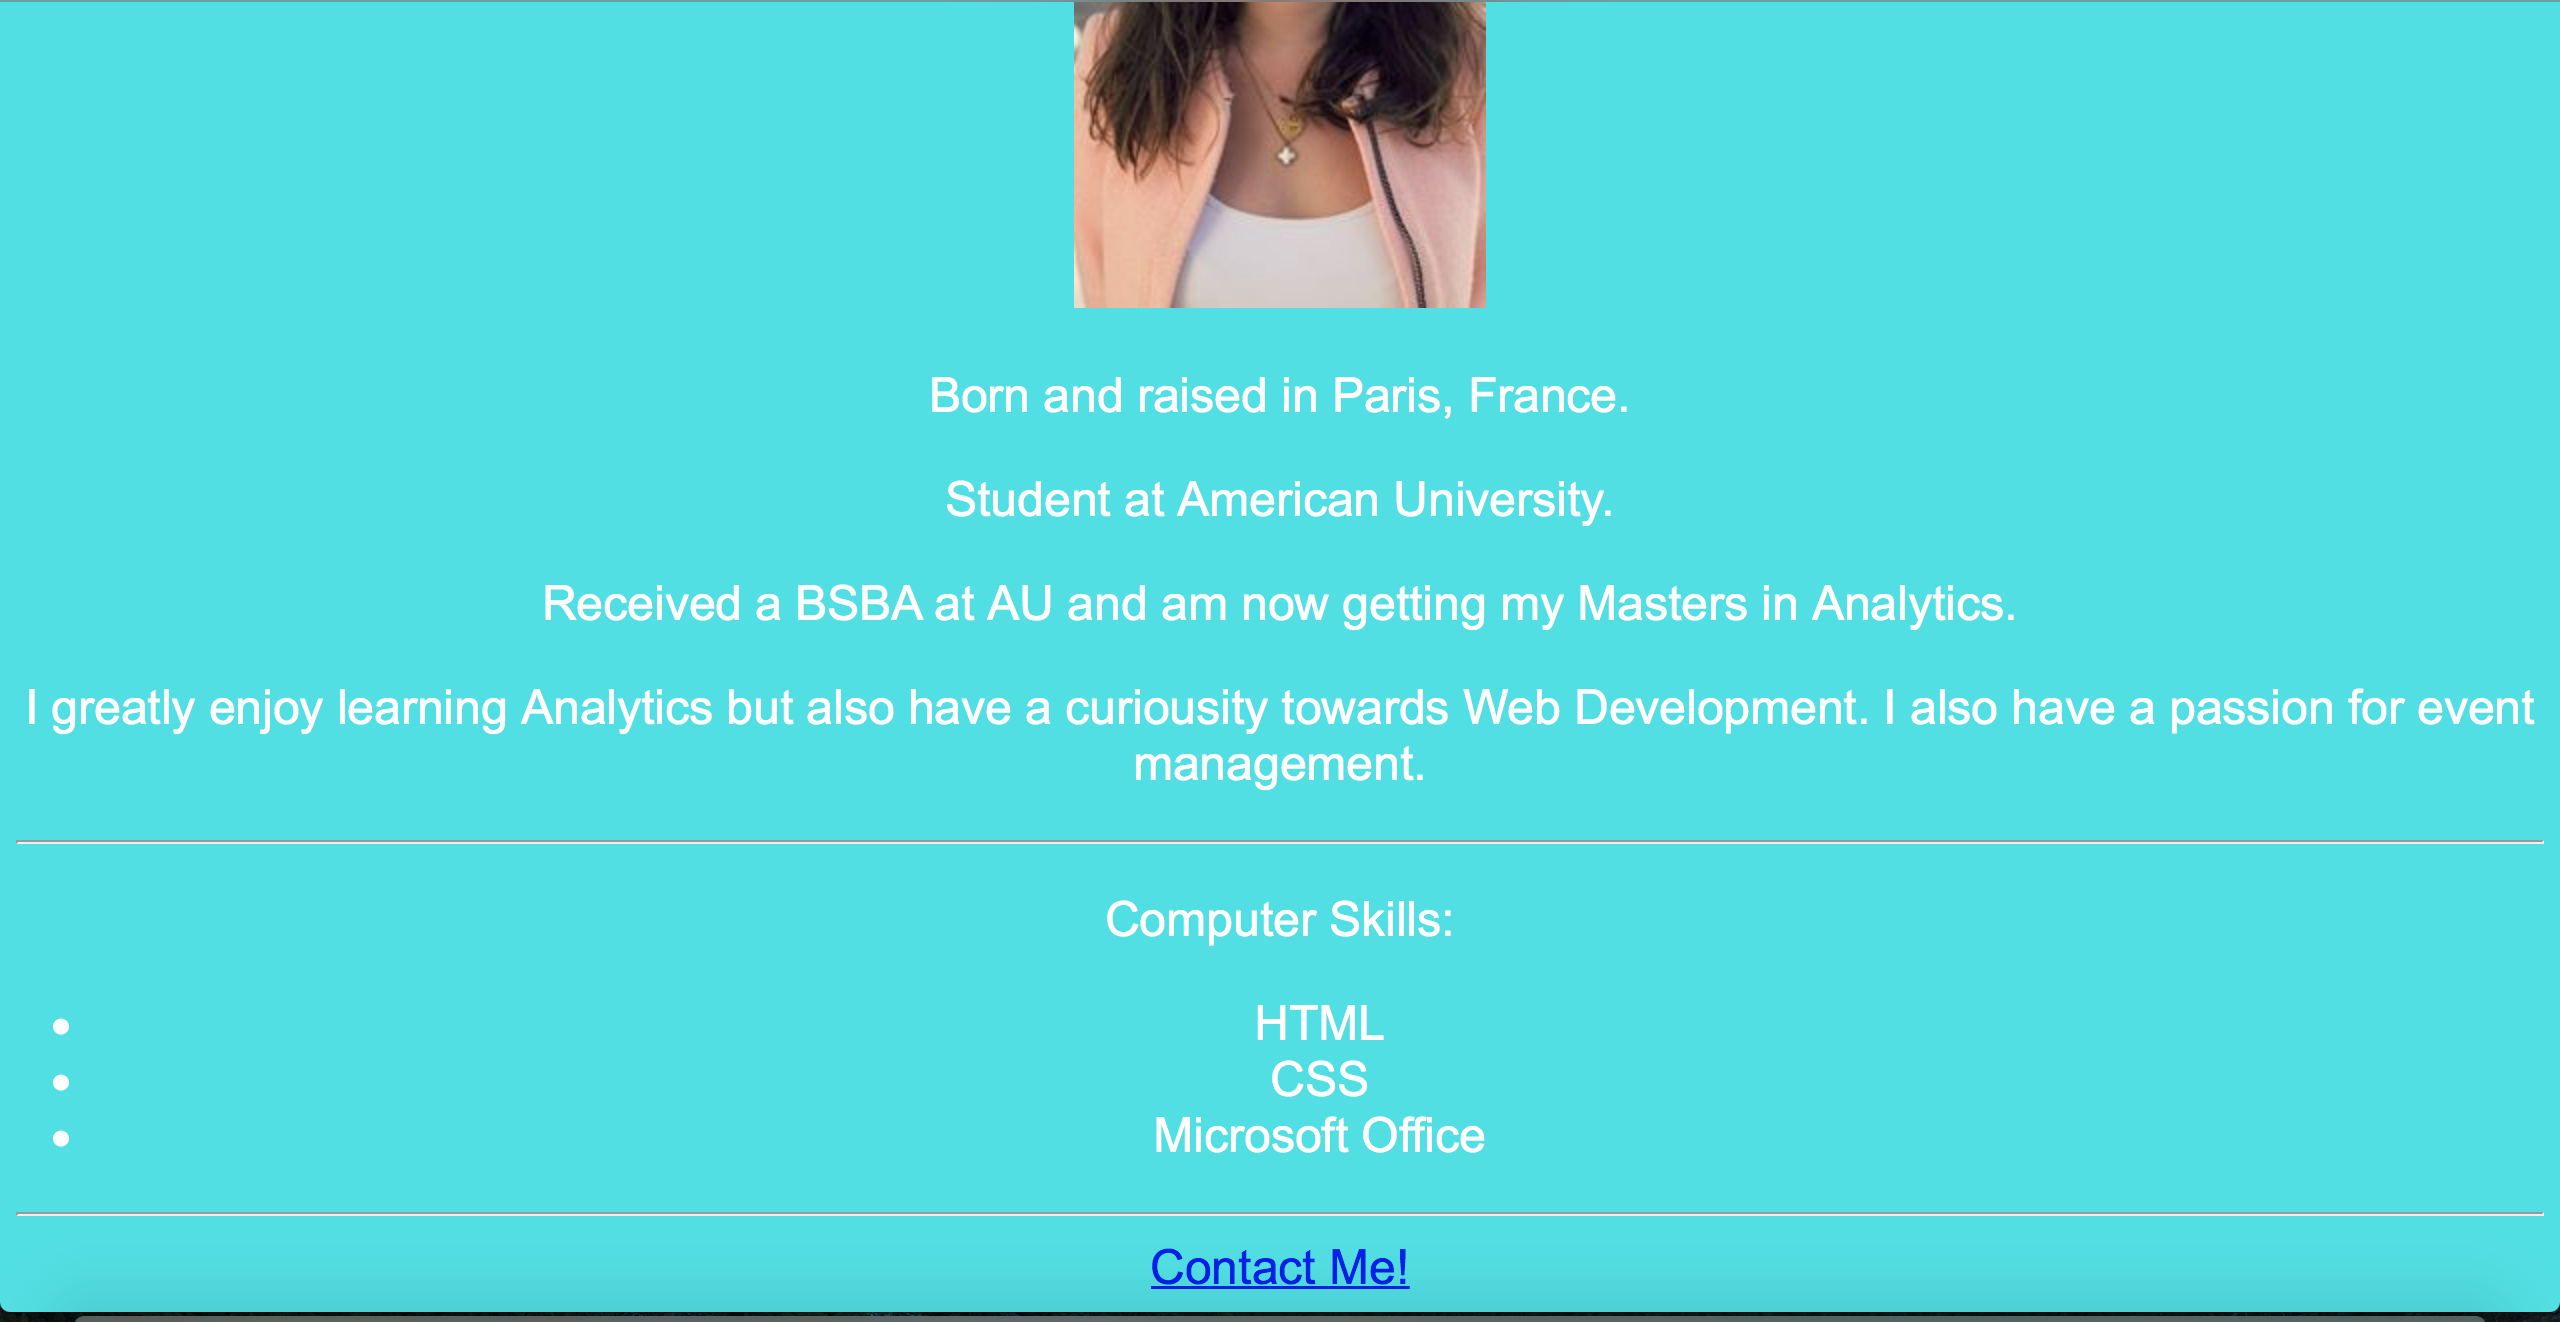 Born and raised in Paris, France.
Student at American University.
Received a BSBA at AU and am now getting my Masters in Analytics.
I greatly enjoy learning Analytics but also have a curiousity towards Web Development. I also have a passion for event
management.
Computer Skills:
• HTML
• CSS
• Microsoft Office
Contact Me!